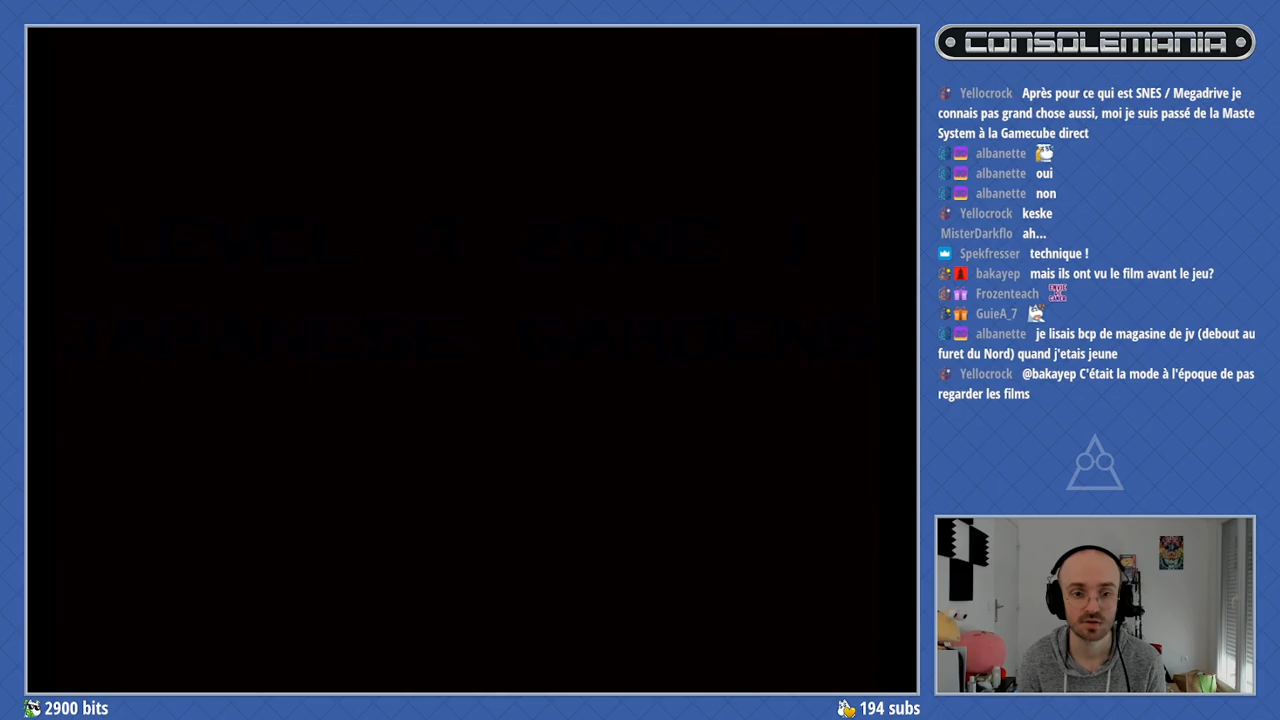 CONSOLEMANIA
Yellocrock Après pour ce qui est SNES / Megadrive je
connais pas grand chose aussi, moi je suis passé de la Maste
System à la Gamecube direct
albanette
albanette oui
albanette non
Yellocrock keske
MisterDarkflo ah...
Spekfresser technique !
bakayep mais ils ont vu le film avant le jeu?
Frozenteach
GuieA_7
albanette je lisais bcp de magasine de jv (debout au
furet du Nord) quand j'etais jeune
Yellocrock @bakayep C'était la mode à l'époque de pas
regarder les films
LEVEL ZONE 1
2900 bits
194 subs